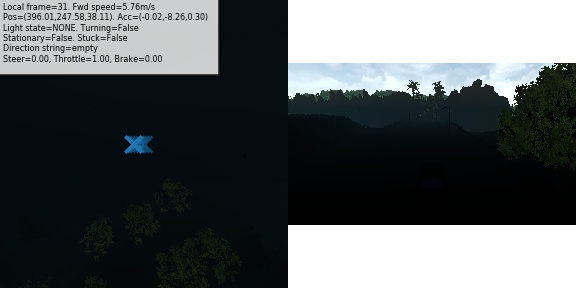 Local frame=31. Fwd speed=5.76m/s
Pos=(396.01,247.58,38.11). Acc=(-0.02,-8.26,0.30)
Light state=NONE. Turning=False
Stationary=False. Stuck=False
Direction string=empty
Steer=0.00, Throttle=1.00, Brake=0.00